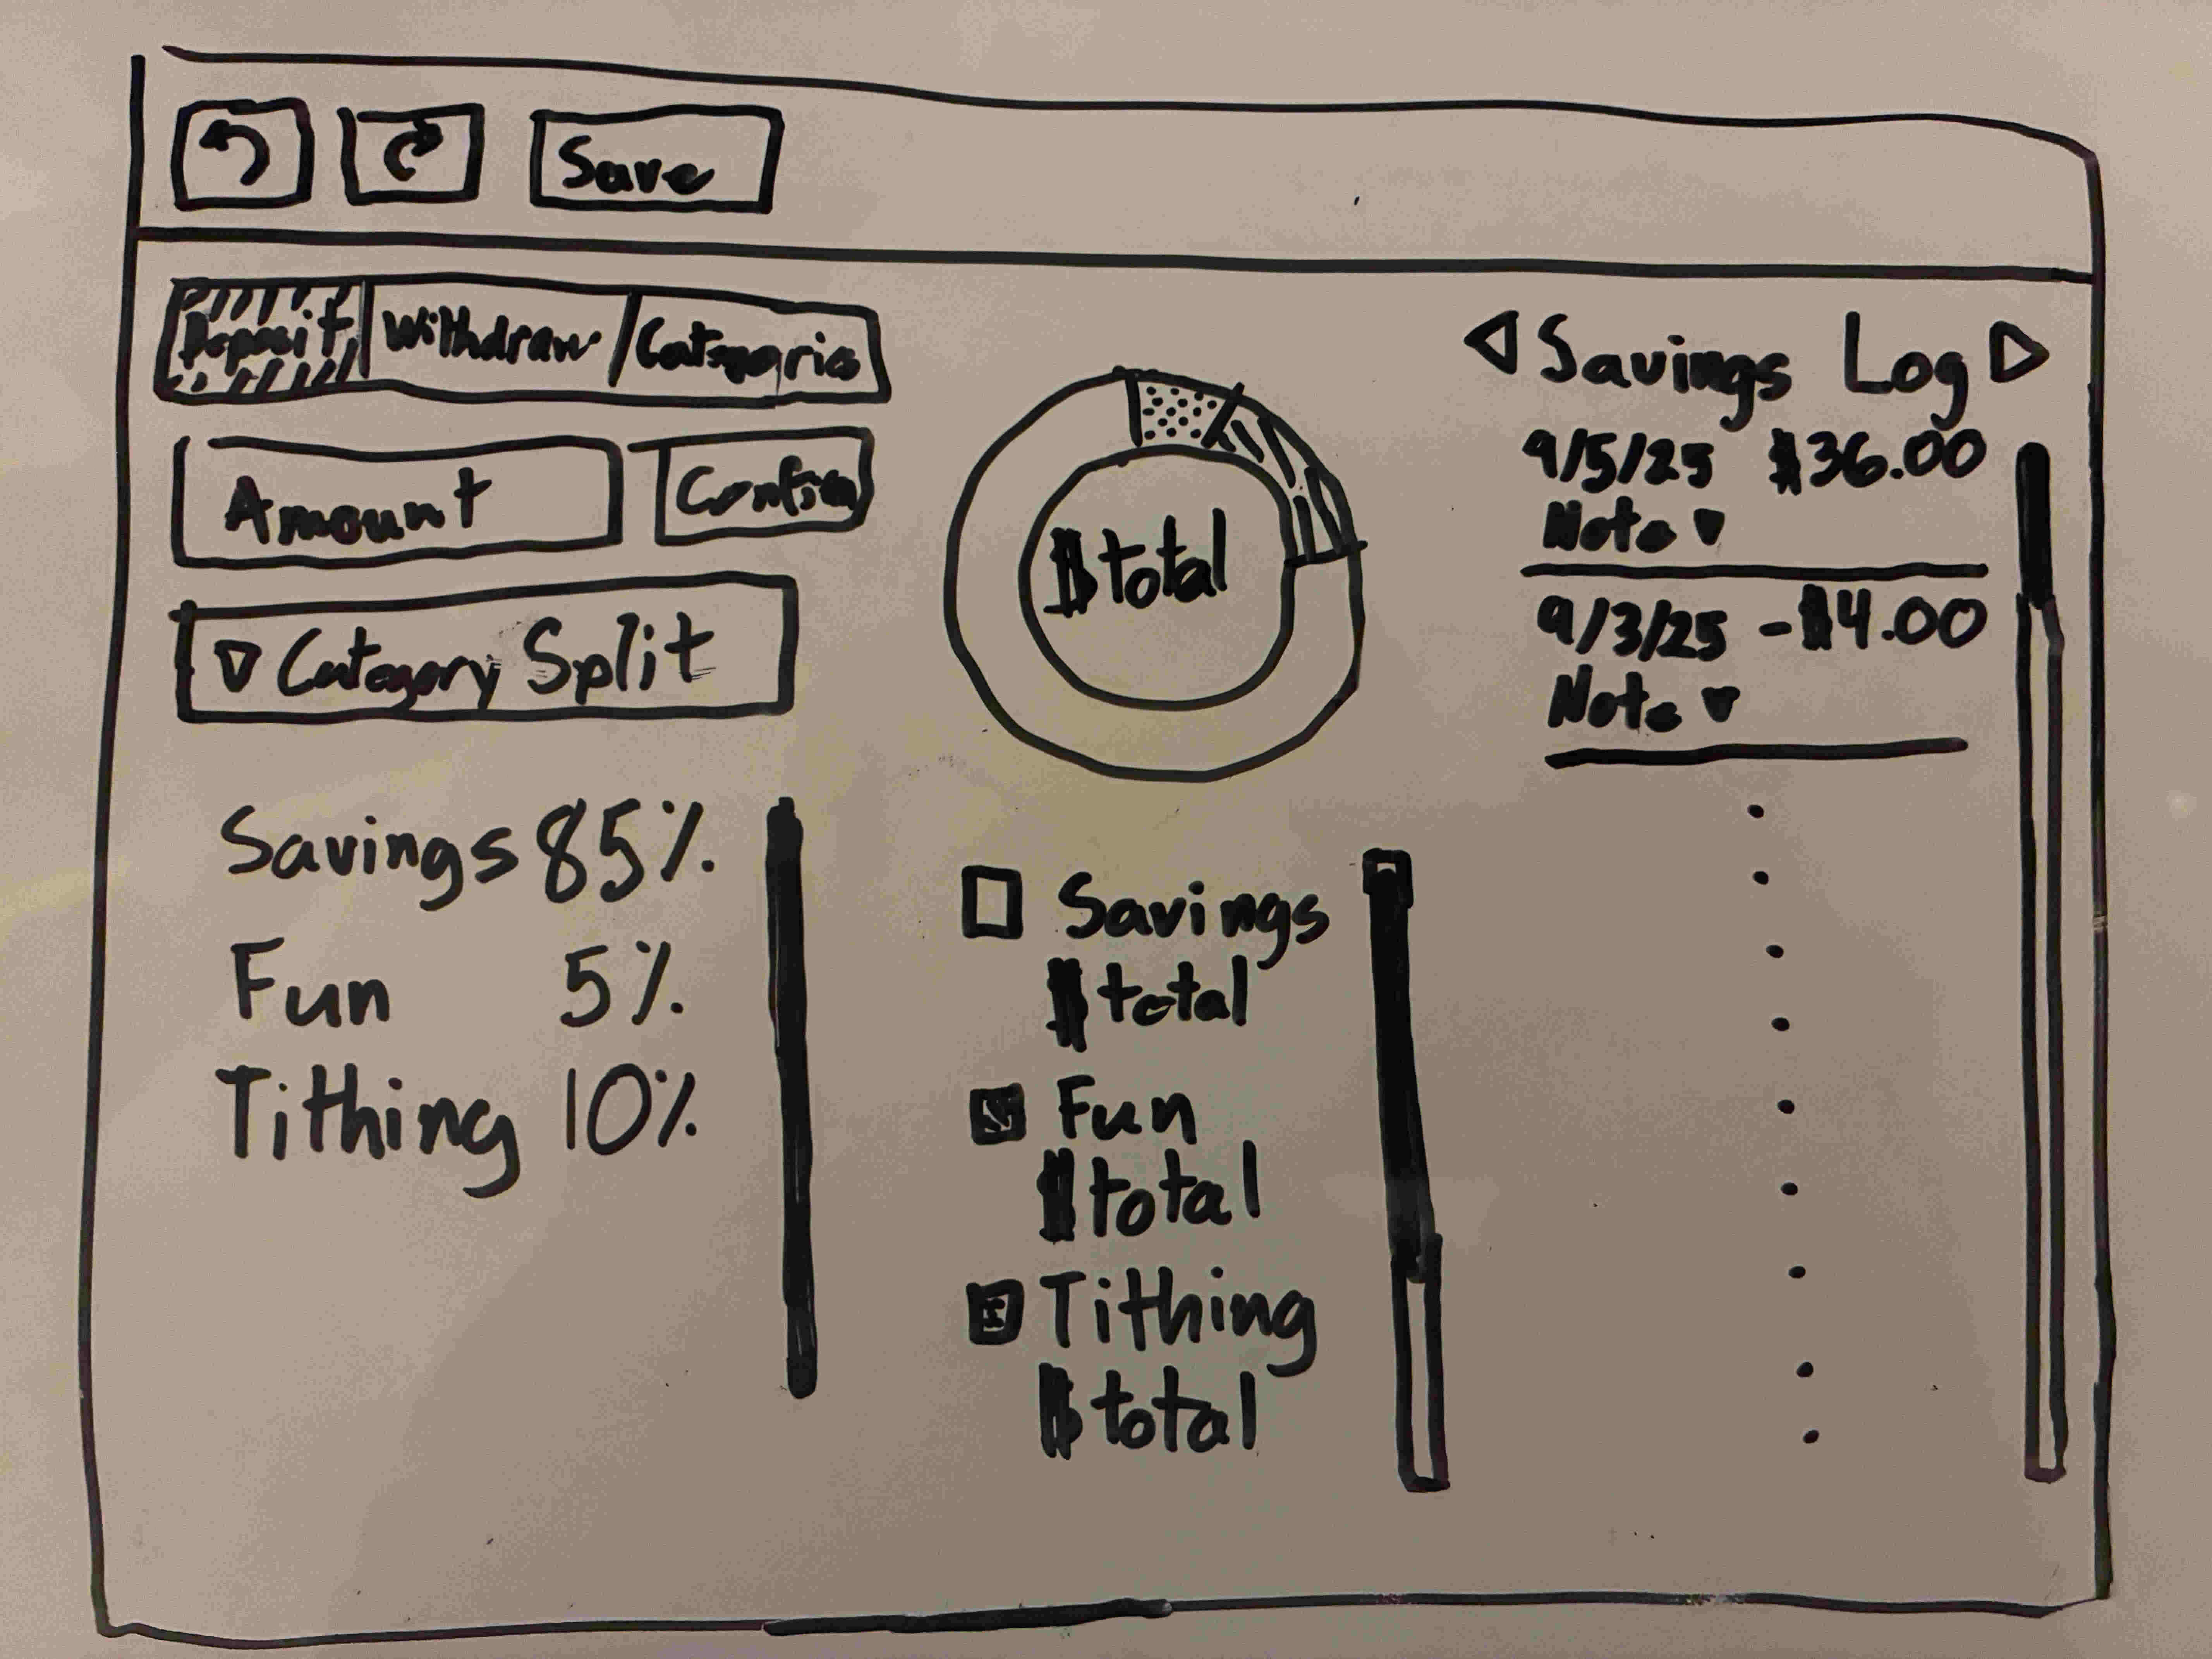 Save
Deposit Withdraw Categories
Amount Confirm
▽ Category Split
Savings 85%
Fun 5%
Tithing 10%
$total
Savings
$total
Fun
$total
Tithing
$total
◁ Savings Log ▷
9/5/25 $36.00
Note ▼
9/3/25 -$4.00
Note ▼